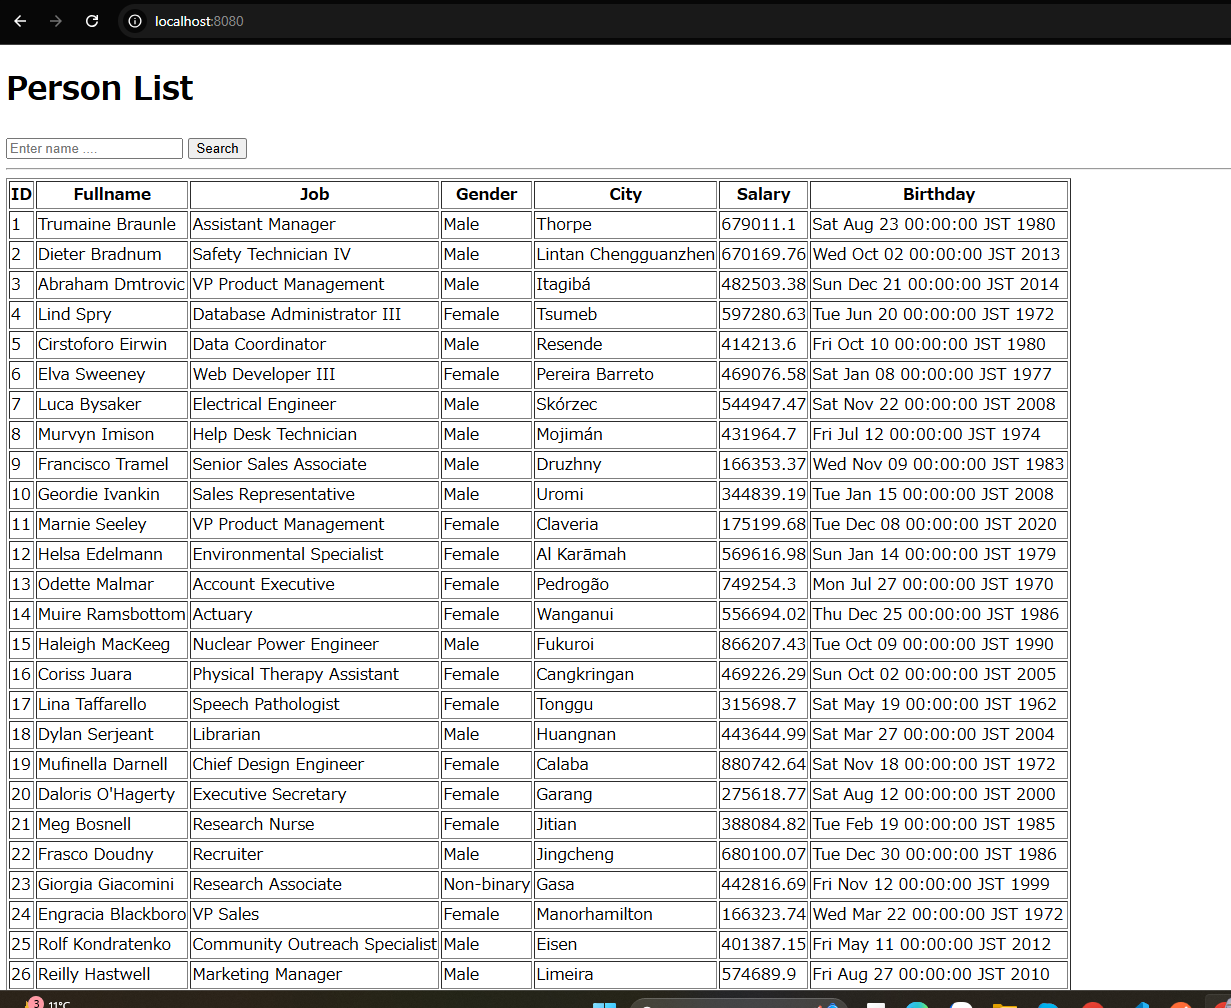 localhost:8080
Person List
Enter name .... Search
ID Fullname Job Gender City Salary Birthday
1 Trumaine Braunle Assistant Manager Male Thorpe 679011.1 Sat Aug 23 00:00:00 JST 1980
2 Dieter Bradnum Safety Technician IV Male Lintan Chengguanzhen 670169.76 Wed Oct 02 00:00:00 JST 2013
3 Abraham Dmtrovic VP Product Management Male Itagibá 482503.38 Sun Dec 21 00:00:00 JST 2014
4 Lind Spry Database Administrator III Female Tsumeb 597280.63 Tue Jun 20 00:00:00 JST 1972
5 Cirstoforo Eirwin Data Coordinator Male Resende 414213.6 Fri Oct 10 00:00:00 JST 1980
6 Elva Sweeney Web Developer III Female Pereira Barreto 469076.58 Sat Jan 08 00:00:00 JST 1977
7 Luca Bysaker Electrical Engineer Male Skórzec 544947.47 Sat Nov 22 00:00:00 JST 2008
8 Murvyn Imison Help Desk Technician Male Mojimán 431964.7 Fri Jul 12 00:00:00 JST 1974
9 Francisco Tramel Senior Sales Associate Male Druzhny 166353.37 Wed Nov 09 00:00:00 JST 1983
10 Geordie Ivankin Sales Representative Male Uromi 344839.19 Tue Jan 15 00:00:00 JST 2008
11 Marnie Seeley VP Product Management Female Claveria 175199.68 Tue Dec 08 00:00:00 JST 2020
12 Helsa Edelmann Environmental Specialist Female Al Karāmah 569616.98 Sun Jan 14 00:00:00 JST 1979
13 Odette Malmar Account Executive Female Pedrogão 749254.3 Mon Jul 27 00:00:00 JST 1970
14 Muire Ramsbottom Actuary Female Wanganui 556694.02 Thu Dec 25 00:00:00 JST 1986
15 Haleigh MacKeeg Nuclear Power Engineer Male Fukuroi 866207.43 Tue Oct 09 00:00:00 JST 1990
16 Coriss Juara Physical Therapy Assistant Female Cangkringan 469226.29 Sun Oct 02 00:00:00 JST 2005
17 Lina Taffarello Speech Pathologist Female Tonggu 315698.7 Sat May 19 00:00:00 JST 1962
18 Dylan Serjeant Librarian Male Huangnan 443644.99 Sat Mar 27 00:00:00 JST 2004
19 Mufinella Darnell Chief Design Engineer Female Calaba 880742.64 Sat Nov 18 00:00:00 JST 1972
20 Daloris O'Hagerty Executive Secretary Female Garang 275618.77 Sat Aug 12 00:00:00 JST 2000
21 Meg Bosnell Research Nurse Female Jitian 388084.82 Tue Feb 19 00:00:00 JST 1985
22 Frasco Doudny Recruiter Male Jingcheng 680100.07 Tue Dec 30 00:00:00 JST 1986
23 Giorgia Giacomini Research Associate Non-binary Gasa 442816.69 Fri Nov 12 00:00:00 JST 1999
24 Engracia Blackboro VP Sales Female Manorhamilton 166323.74 Wed Mar 22 00:00:00 JST 1972
25 Rolf Kondratenko Community Outreach Specialist Male Eisen 401387.15 Fri May 11 00:00:00 JST 2012
26 Reilly Hastwell Marketing Manager Male Limeira 574689.9 Fri Aug 27 00:00:00 JST 2010
3 11°C